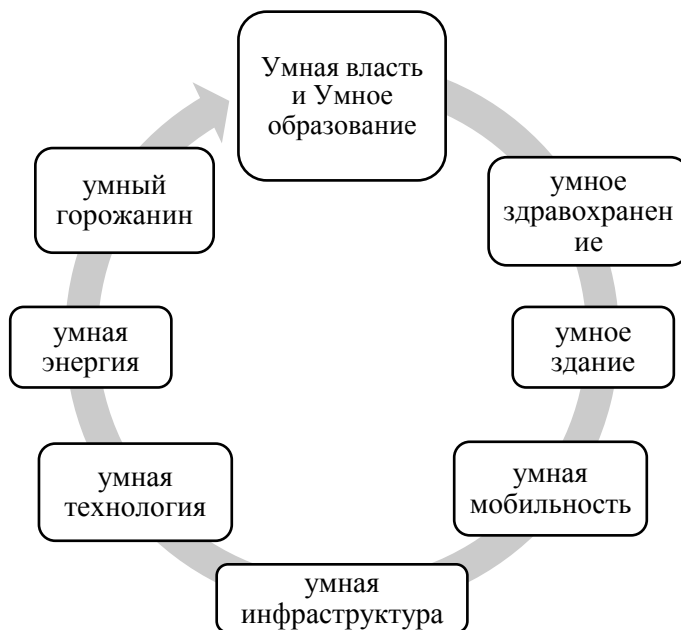 Умная власть
и Умное
образование
умное
здравохранен
ие
умное
здание
умная
мобильность
умная
инфраструктура
умная
технология
умная
энергия
умный
горожанин